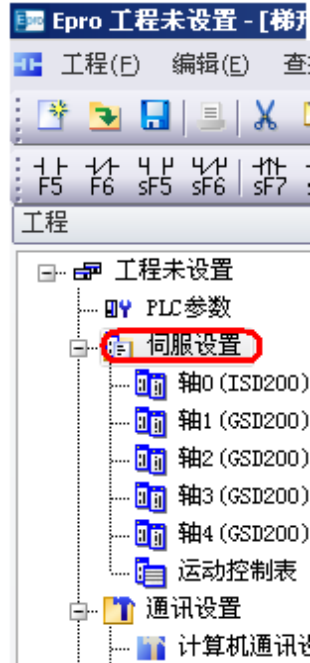 Epro 工程未设置 - [梯形
工程(F) 编辑(E) 查
F5 F6 sF5 sF6 sF7
工程
工程未设置
PLC参数
伺服设置
轴0(ISD200)
轴1(GSD200)
轴2(GSD200)
轴3(GSD200)
轴4(GSD200)
运动控制表
通讯设置
计算机通讯设